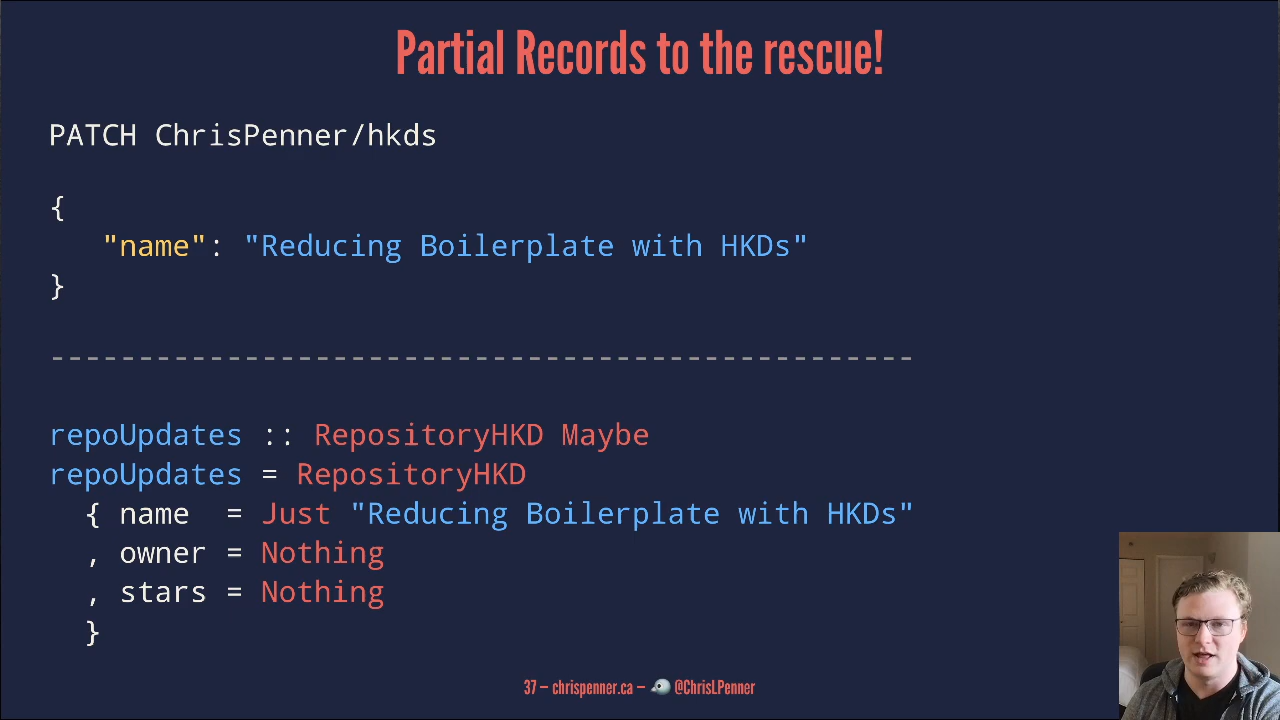 Partial Records to the rescue!
PATCH ChrisPenner/hkds
{
"name": "Reducing Boilerplate with HKDs"
}
-------------------------------------------------
repoUpdates :: RepositoryHKD Maybe
repoUpdates = RepositoryHKD
{ name  = Just "Reducing Boilerplate with HKDs"
, owner = Nothing
, stars = Nothing
}
37 — chrispenner.ca — @ChrisLPenner